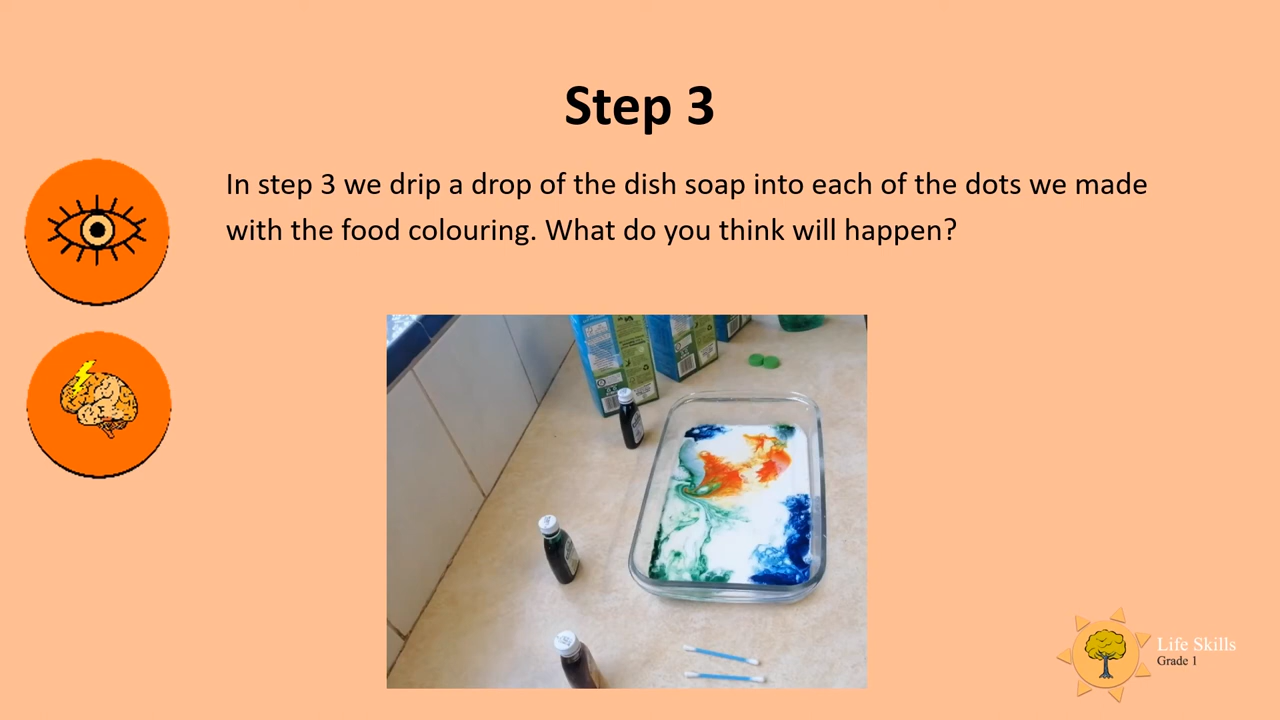 Step 3
In step 3 we drip a drop of the dish soap into each of the dots we made
with the food colouring. What do you think will happen?
Life Skills
Grade 1